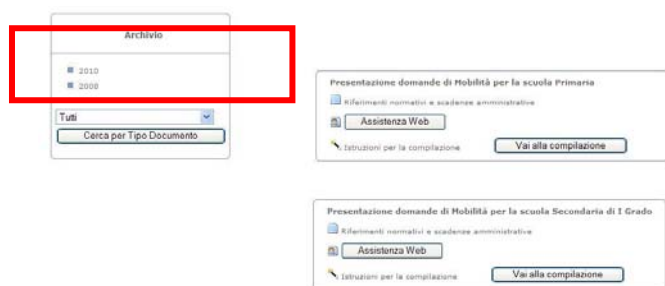 Archivio
2010
2008
Tutti
Cerca per Tipo Documento
Presentazione domande di Mobilità per la scuola Primaria
Riferimenti normativi e scadenze amministrative
Assistenza Web
Istruzioni per la compilazione
Vai alla compilazione
Presentazione domande di Mobilità per la scuola Secondaria di I Grado
Riferimenti normativi e scadenze amministrative
Assistenza Web
Istruzioni per la compilazione
Vai alla compilazione